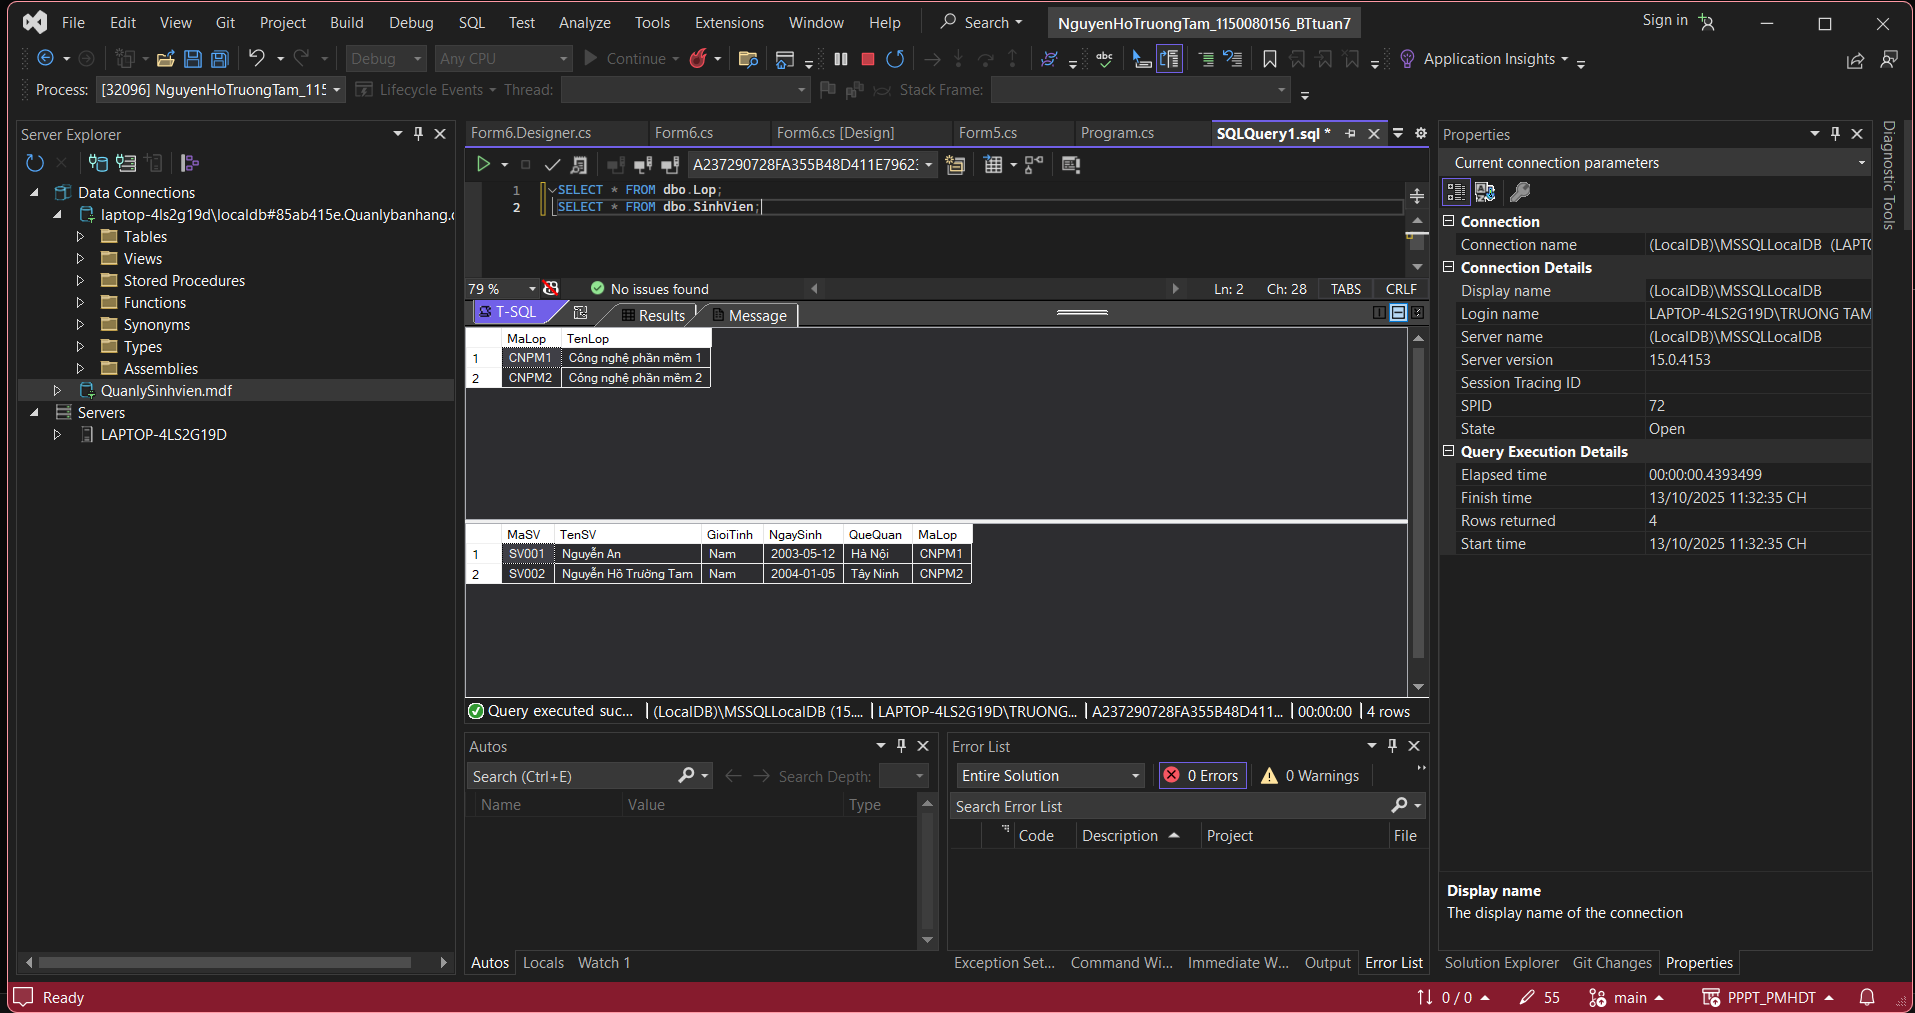 File Edit View Git Project Build Debug SQL Test Analyze Tools Extensions Window Help Search NguyenHoTruongTam_1150080156_BTtuan7 Sign in
Debug Any CPU Continue Application Insights
Process: [32096] NguyenHoTruongTam_115 Lifecycle Events Thread: Stack Frame:
Server Explorer
Data Connections
laptop-4ls2g19d\localdb#85ab415e.Quanlybanhang.
Tables
Views
Stored Procedures
Functions
Synonyms
Types
Assemblies
QuanlySinhvien.mdf
Servers
LAPTOP-4LS2G19D
Form6.Designer.cs Form6.cs Form6.cs [Design] Form5.cs Program.cs SQLQuery1.sql *
A237290728FA355B48D411E7962
1 SELECT * FROM dbo.Lop;
2 SELECT * FROM dbo.SinhVien;
79 % No issues found Ln: 2 Ch: 28 TABS CRLF
T-SQL Results Message
MaLop TenLop
1 CNPM1 Công nghệ phần mềm 1
2 CNPM2 Công nghệ phần mềm 2
MaSV TenSV GioiTinh NgaySinh QueQuan MaLop
1 SV001 Nguyễn An Nam 2003-05-12 Hà Nội CNPM1
2 SV002 Nguyễn Hồ Trường Tam Nam 2004-01-05 Tây Ninh CNPM2
Query executed suc... (LocalDB)\MSSQLLocalDB (15.... LAPTOP-4LS2G19D\TRUONG... A237290728FA355B48D411... 00:00:00 4 rows
Autos
Search (Ctrl+E) Search Depth:
Name Value Type
Autos Locals Watch 1
Error List
Entire Solution 0 Errors 0 Warnings
Search Error List
Code Description Project File
Exception Set... Command Wi... Immediate W... Output Error List
Properties
Current connection parameters
Connection
Connection name (LocalDB)\MSSQLLocalDB (LAPTO
Connection Details
Display name (LocalDB)\MSSQLLocalDB
Login name LAPTOP-4LS2G19D\TRUONG TAM
Server name (LocalDB)\MSSQLLocalDB
Server version 15.0.4153
Session Tracing ID
SPID 72
State Open
Query Execution Details
Elapsed time 00:00:00.4393499
Finish time 13/10/2025 11:32:35 CH
Rows returned 4
Start time 13/10/2025 11:32:35 CH
Display name
The display name of the connection
Solution Explorer Git Changes Properties
Diagnostic Tools
Ready 0 / 0 55 main PPPT_PMHDT